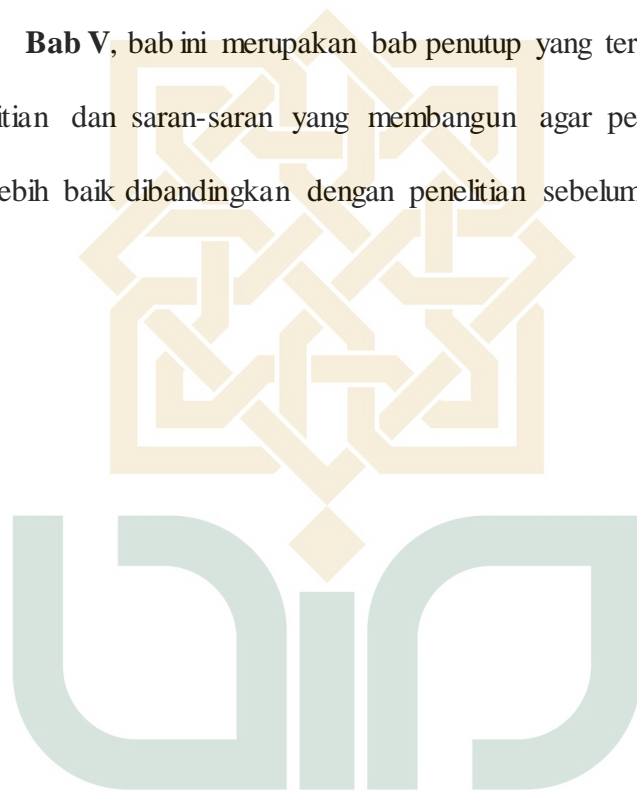 Bab V, bab ini merupakan bab penutup yang ter
itian dan saran-saran yang membangun agar pe
ebih baik dibandingkan dengan penelitian sebelum